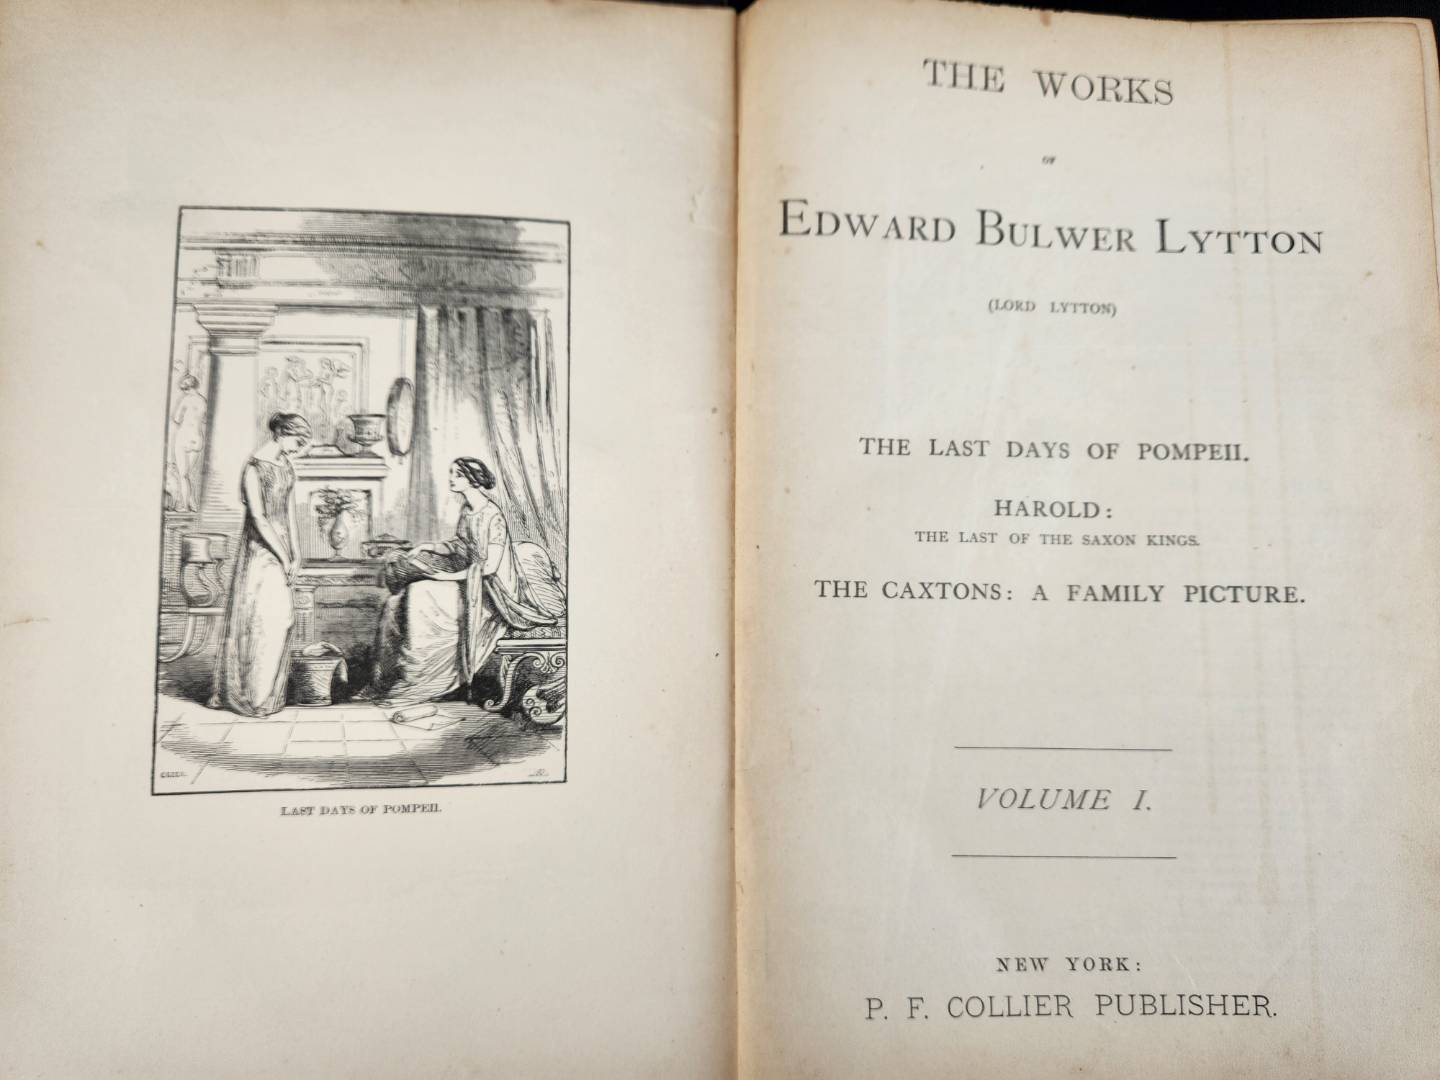 LAST DAYS OF POMPEII.
THE WORKS
OF
EDWARD BULWER LYTTON
(LORD LYTTON)
THE LAST DAYS OF POMPEII.
HAROLD:
THE LAST OF THE SAXON KINGS.
THE CAXTONS: A FAMILY PICTURE.
VOLUME I.
NEW YORK:
P. F. COLLIER PUBLISHER.